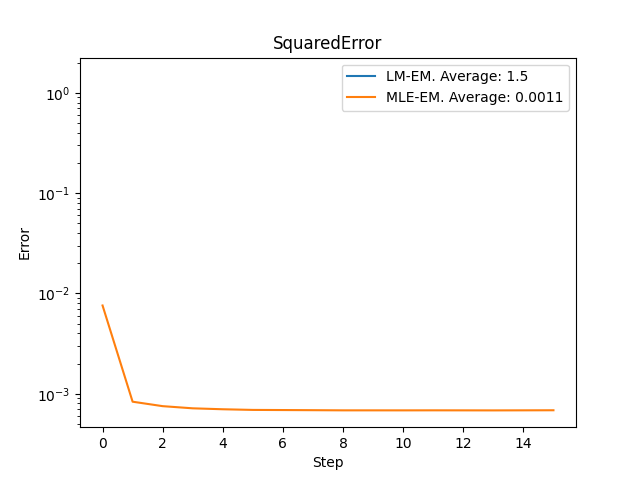 SquaredError
LM-EM. Average: 1.5
MLE-EM. Average: 0.0011
10⁰
10⁻¹
10⁻²
10⁻³
Error
0 2 4 6 8 10 12 14
Step